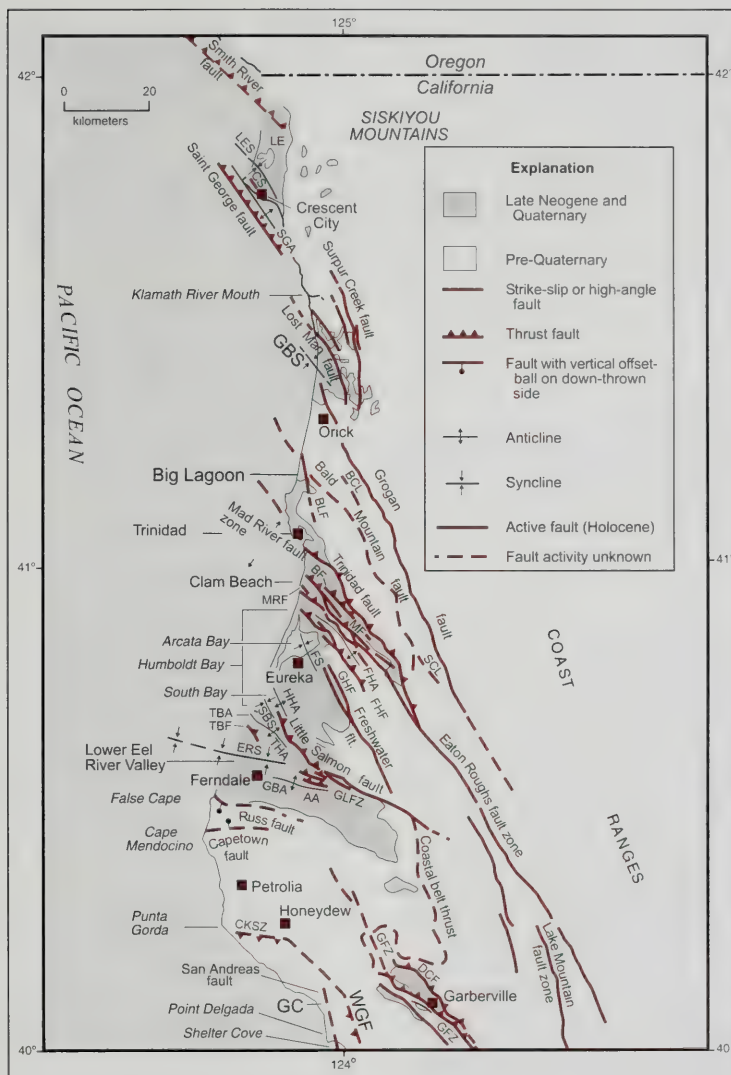 125°
42°
42°
Oregon
California
Smith River
fault
0 20
kilometers
SISKIYOU
MOUNTAINS
LE
LES
CS
Saint George fault
Crescent
City
SGA
Explanation
Late Neogene and
Quaternary
Pre-Quaternary
Strike-slip or high-angle
fault
Thrust fault
Fault with vertical offset-
ball on down-thrown
side
Anticline
Syncline
Active fault (Holocene)
Fault activity unknown
PACIFIC OCEAN
Klamath River Mouth
Surpur Creek fault
Lost Man fault
GBS
Orick
Big Lagoon
Bald
Mountain
fault
BCL
Grogan
fault
BLF
Mad River fault
zone
Trinidad
41°
41°
Trinidad fault
Clam Beach
BF
MRF
MF
Arcata Bay
Humboldt Bay
FS
Eureka
FHA
GHF
FHF
SCL
COAST
RANGES
South Bay
HHA
TBA
SBS
TBF
THA
Little Salmon fault
Freshwater
flt.
Lower Eel
River Valley
ERS
Eaton Roughs fault zone
Ferndale
GBA
AA
GLFZ
False Cape
Russ fault
Cape
Mendocino
Capetown
fault
Coastal belt thrust
Petrolia
Honeydew
Punta
Gorda
CKSZ
GFZ
DCF
Lake Mountain
fault zone
San Andreas
fault
GC
WGF
Garberville
Point Delgada
GFZ
Shelter Cove
40°
40°
124°